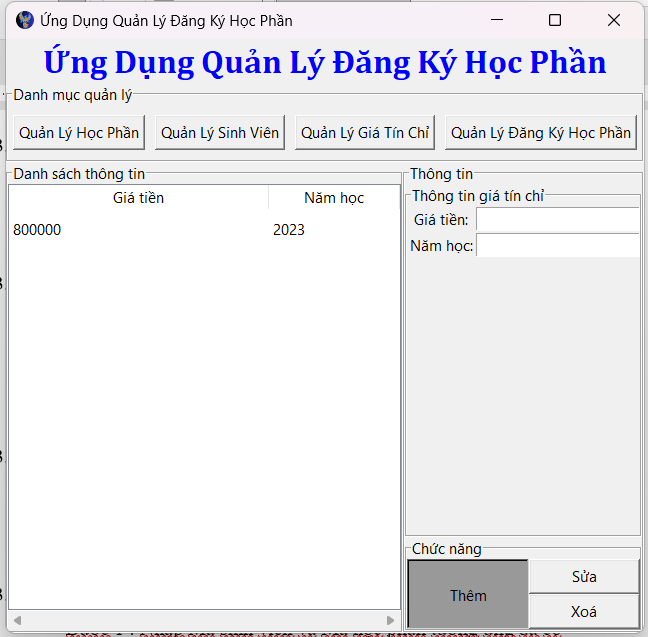 Ứng Dụng Quản Lý Đăng Ký Học Phần
Ứng Dụng Quản Lý Đăng Ký Học Phần
Danh mục quản lý
Quản Lý Học Phần Quản Lý Sinh Viên Quản Lý Giá Tín Chỉ Quản Lý Đăng Ký Học Phần
Danh sách thông tin
Giá tiền Năm học
800000 2023
Thông tin
Thông tin giá tín chỉ
Giá tiền:
Năm học:
Chức năng
Thêm
Sửa
Xoá